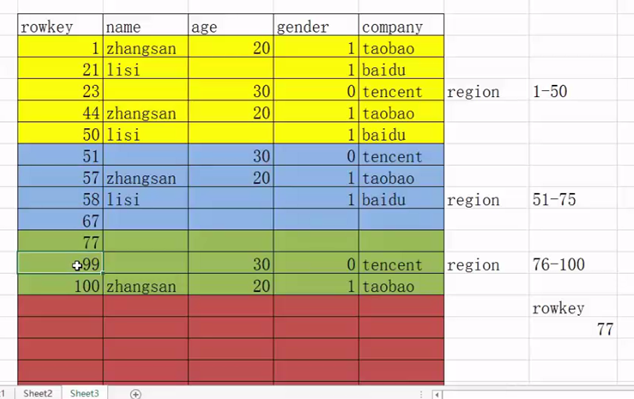 rowkey name age gender company
1 zhangsan 20 1 taobao
21 lisi 1 baidu
23 30 0 tencent region 1-50
44 zhangsan 20 1 taobao
50 lisi 1 baidu
51 30 0 tencent
57 zhangsan 20 1 taobao
58 lisi 1 baidu region 51-75
67
77
99 30 0 tencent region 76-100
100 zhangsan 20 1 taobao
rowkey
77
Sheet2 Sheet3